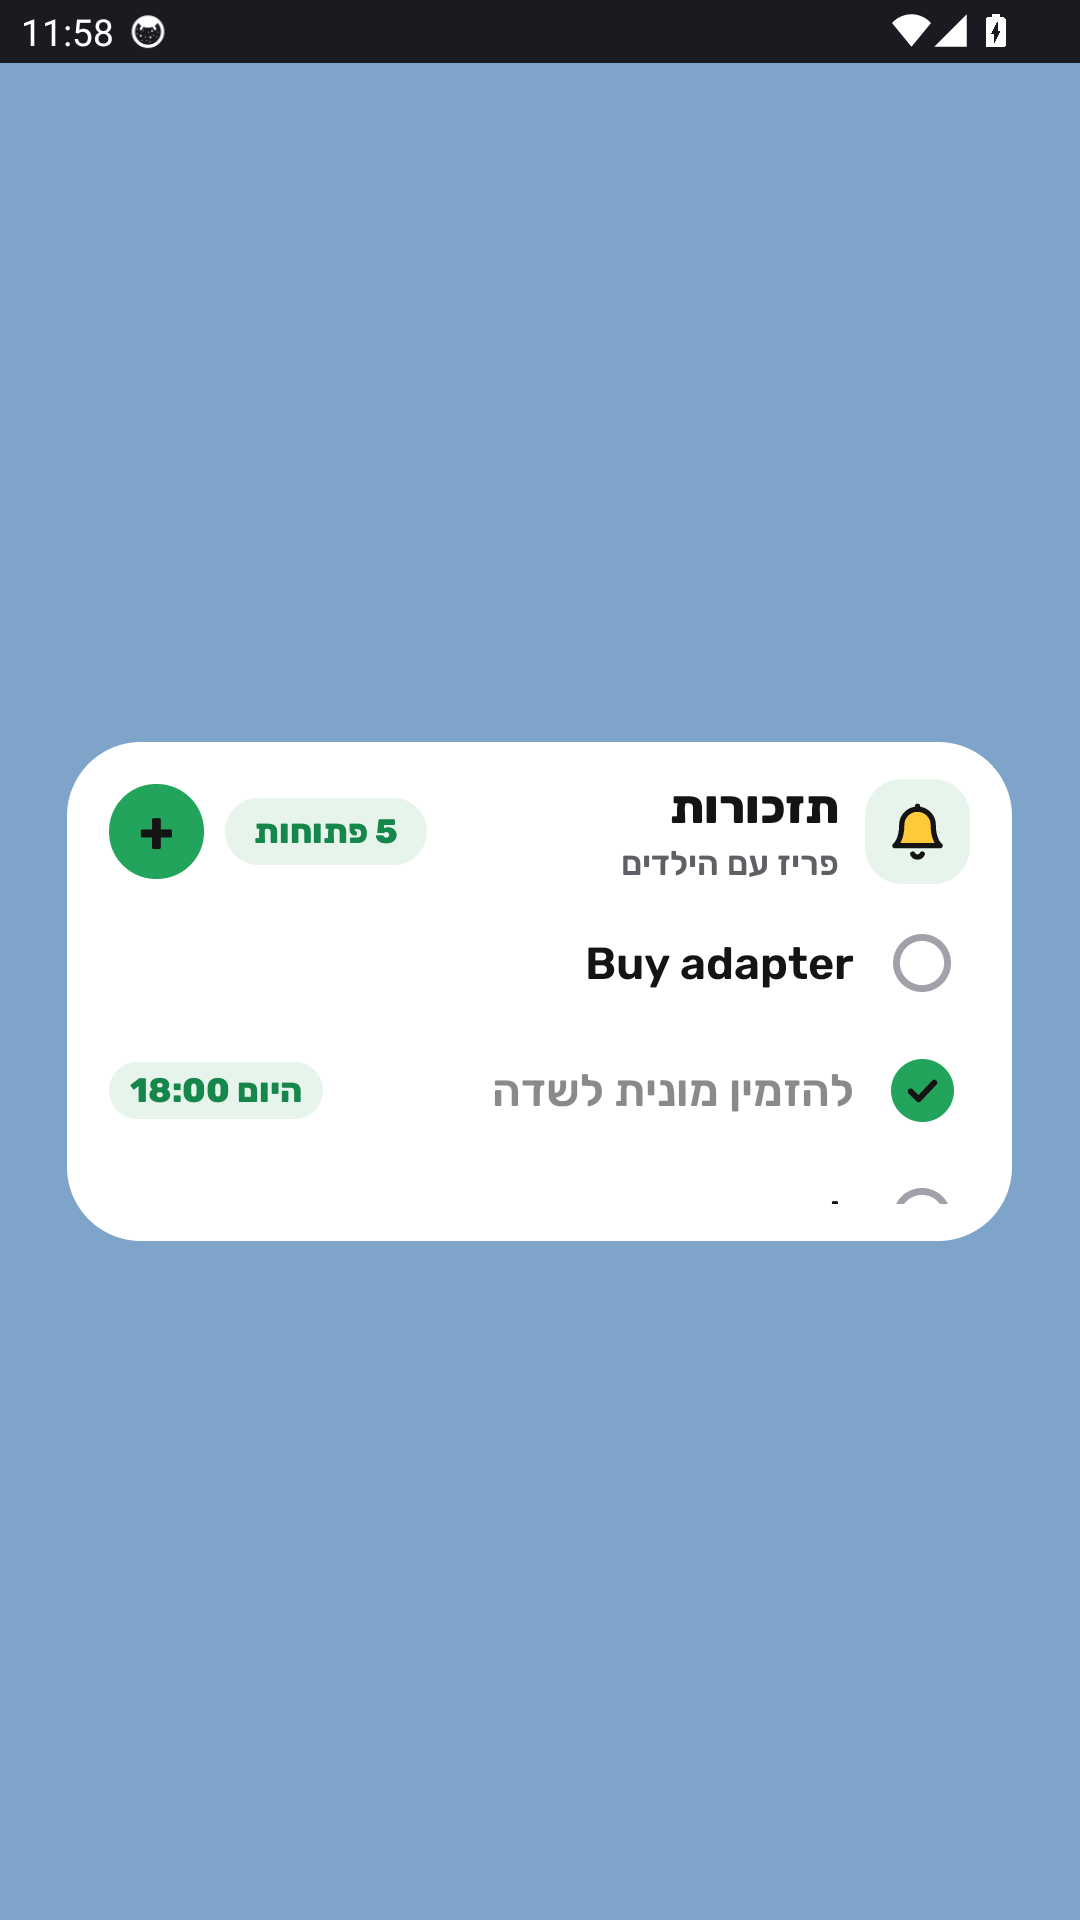 11:58
תזכורות
פריז עם הילדים
5 פתוחות
+
Buy adapter
להזמין מונית לשדה
היום 18:00